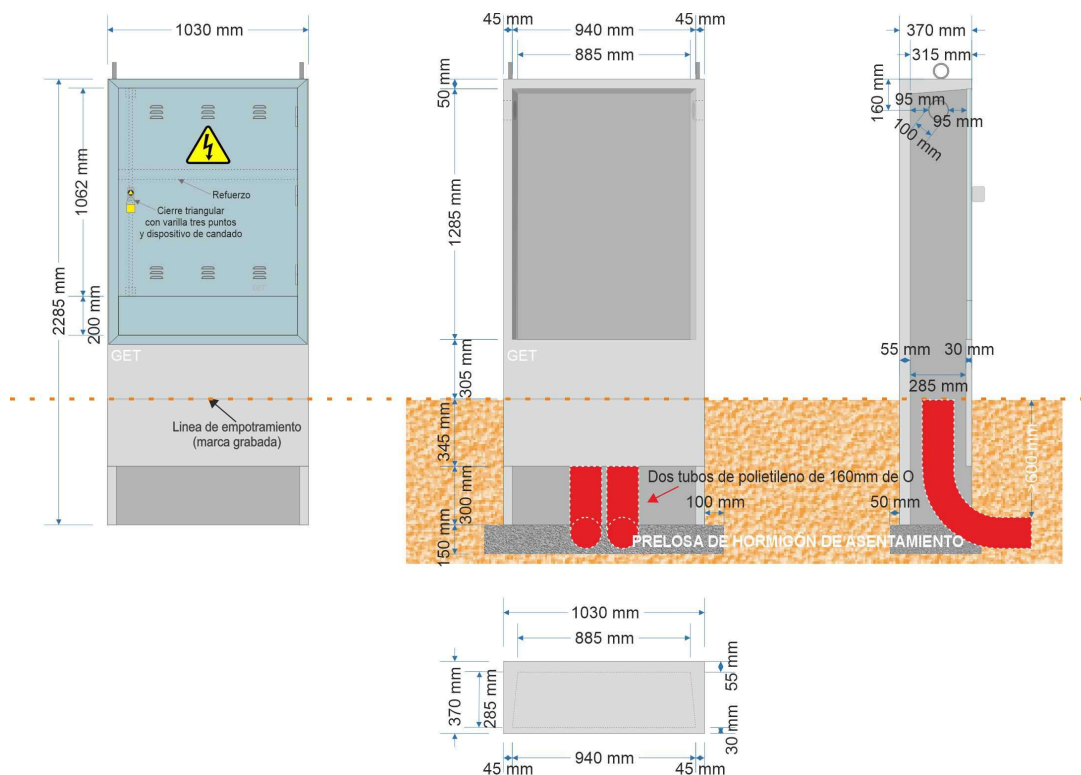 1030 mm
2285 mm
1062 mm
200 mm
Refuerzo
Cierre triangular
con varilla tres puntos
y dispositivo de candado
GET
Linea de empotramiento
(marca grabada)
45 mm
940 mm
45 mm
885 mm
50 mm
1285 mm
GET
305 mm
345 mm
300 mm
150 mm
Dos tubos de polietileno de 160mm de O
100 mm
PRELOSA DE HORMIGÓN DE ASENTAMIENTO
370 mm
315 mm
160 mm
95 mm
95 mm
100 mm
55 mm
30 mm
285 mm
600 mm
50 mm
1030 mm
885 mm
370 mm
285 mm
55 mm
30 mm
45 mm
940 mm
45 mm